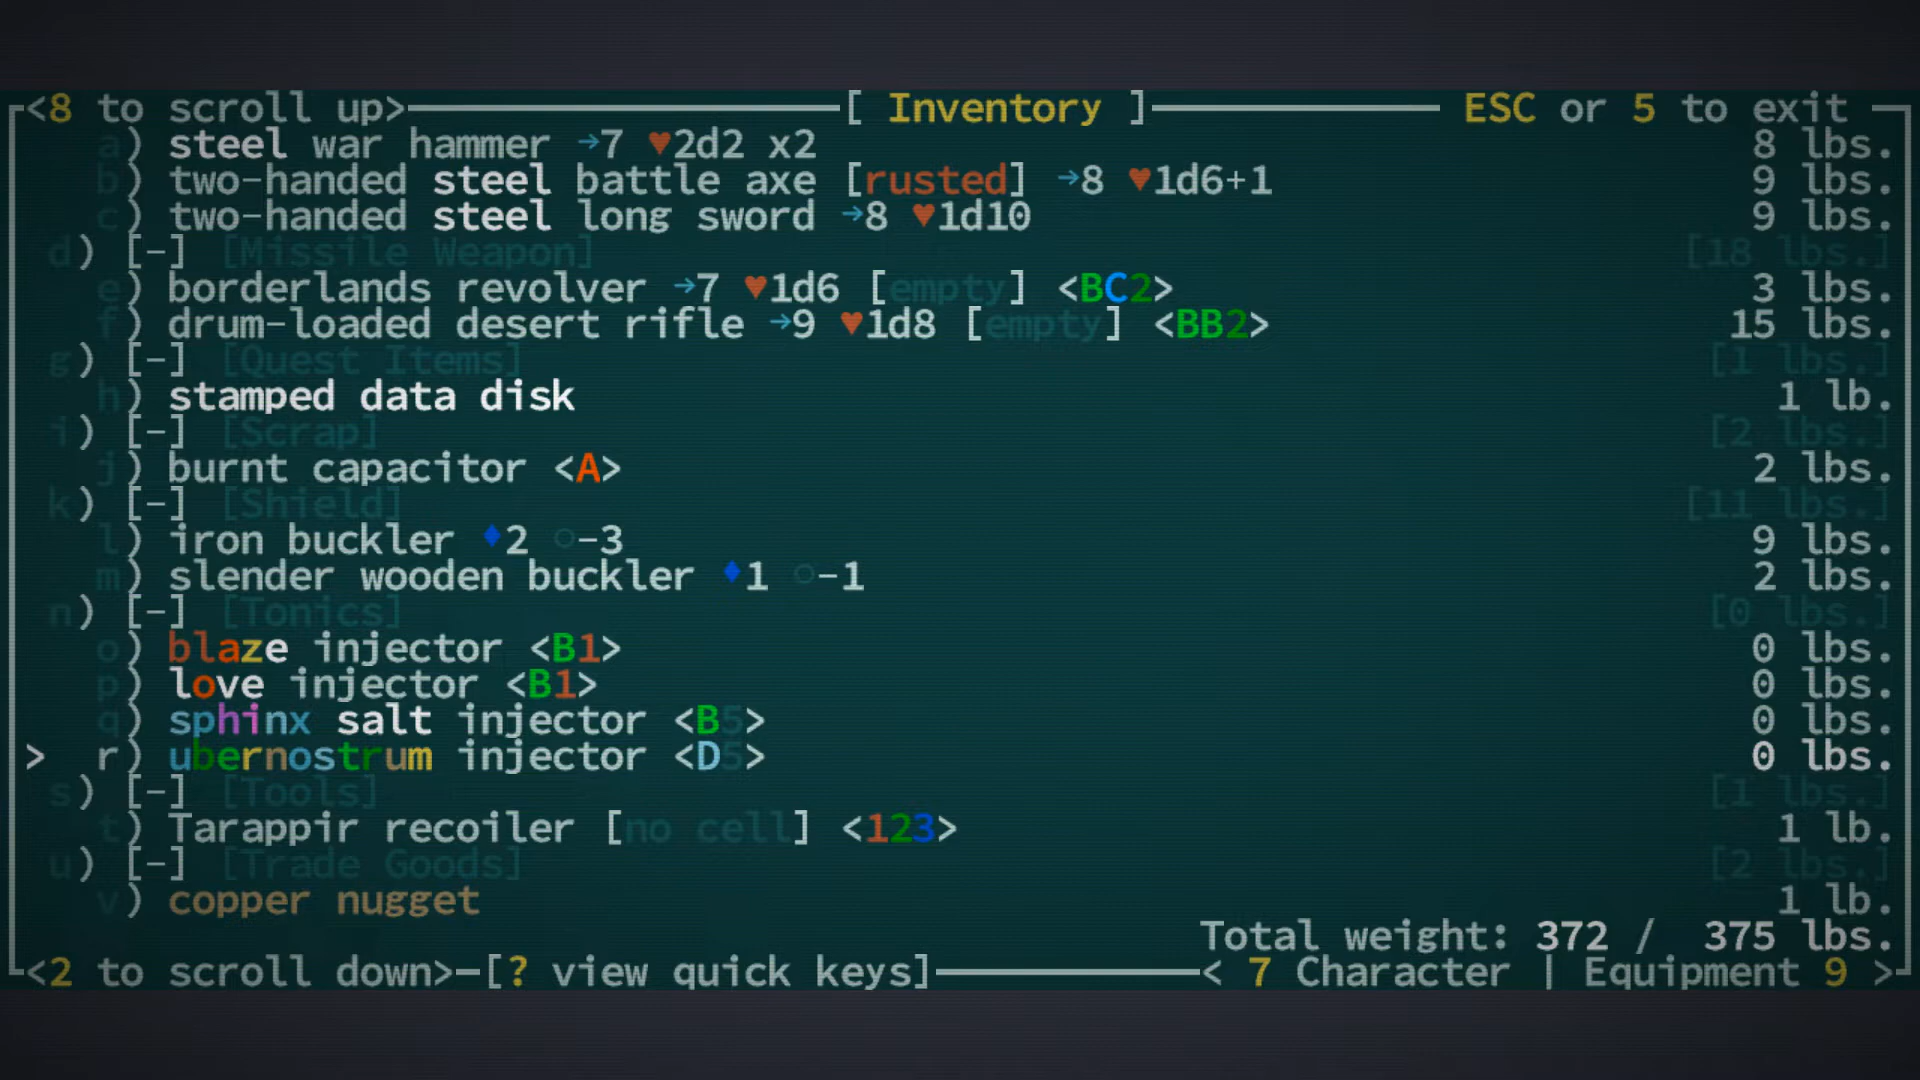 <8 to scroll up> [ Inventory ] ESC or 5 to exit
a) steel war hammer →7 ♥2d2 x2 8 lbs.
b) two-handed steel battle axe [rusted] →8 ♥1d6+1 9 lbs.
c) two-handed steel long sword →8 ♥1d10 9 lbs.
d) [-] [Missile Weapon] [18 lbs.]
e) borderlands revolver →7 ♥1d6 [empty] <BC2> 3 lbs.
f) drum-loaded desert rifle →9 ♥1d8 [empty] <BB2> 15 lbs.
g) [-] [Quest Items] [1 lbs.]
h) stamped data disk 1 lb.
i) [-] [Scrap] [2 lbs.]
j) burnt capacitor <A> 2 lbs.
k) [-] [Shield] [11 lbs.]
l) iron buckler ♦2 ○-3 9 lbs.
m) slender wooden buckler ♦1 ○-1 2 lbs.
n) [-] [Tonics] [0 lbs.]
o) blaze injector <B1> 0 lbs.
p) love injector <B1> 0 lbs.
q) sphinx salt injector <B5> 0 lbs.
> r) ubernostrum injector <D5> 0 lbs.
s) [-] [Tools] [1 lbs.]
t) Tarappir recoiler [no cell] <123> 1 lb.
u) [-] [Trade Goods] [2 lbs.]
v) copper nugget 1 lb.
Total weight: 372 / 375 lbs.
<2 to scroll down> [? view quick keys] < 7 Character | Equipment 9 >